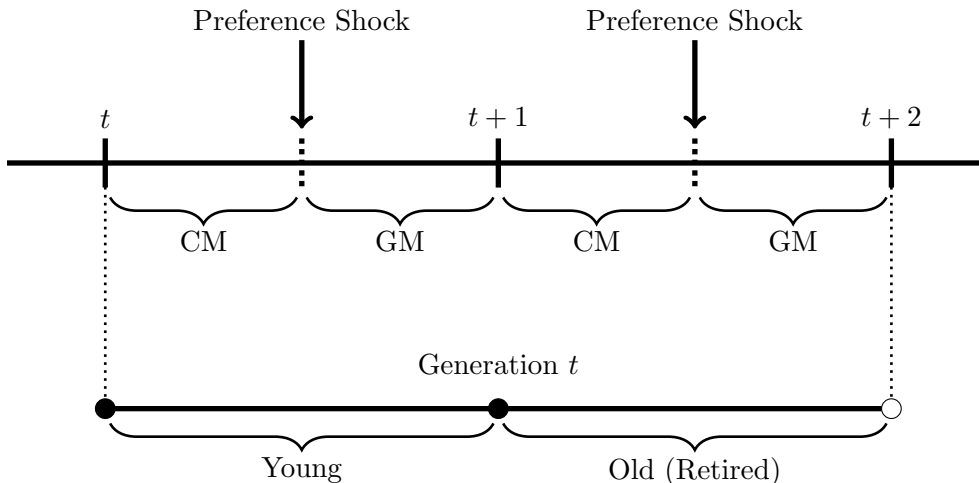 Preference Shock
Preference Shock
t
t + 1
t + 2
CM
GM
CM
GM
Generation t
Young
Old (Retired)